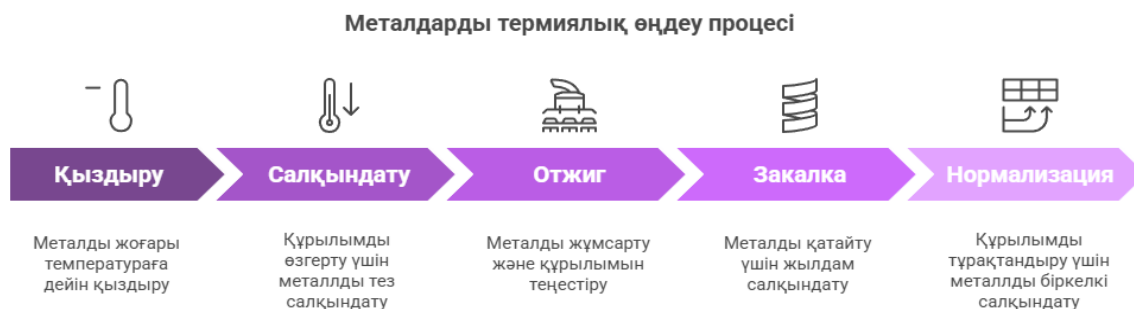 Металдарды термиялық өңдеу процесі
Қыздыру
Салқындату
Отжиг
Закалка
Нормализация
Металды жоғары
температураға
дейін қыздыру
Құрылымды
өзгерту үшін
металлды тез
салқындату
Металды жұмсарту
және құрылымын
теңестіру
Металды қатайту
үшін жылдам
салқындату
Құрылымды
тұрақтандыру үшін
металлды біркелкі
салқындату